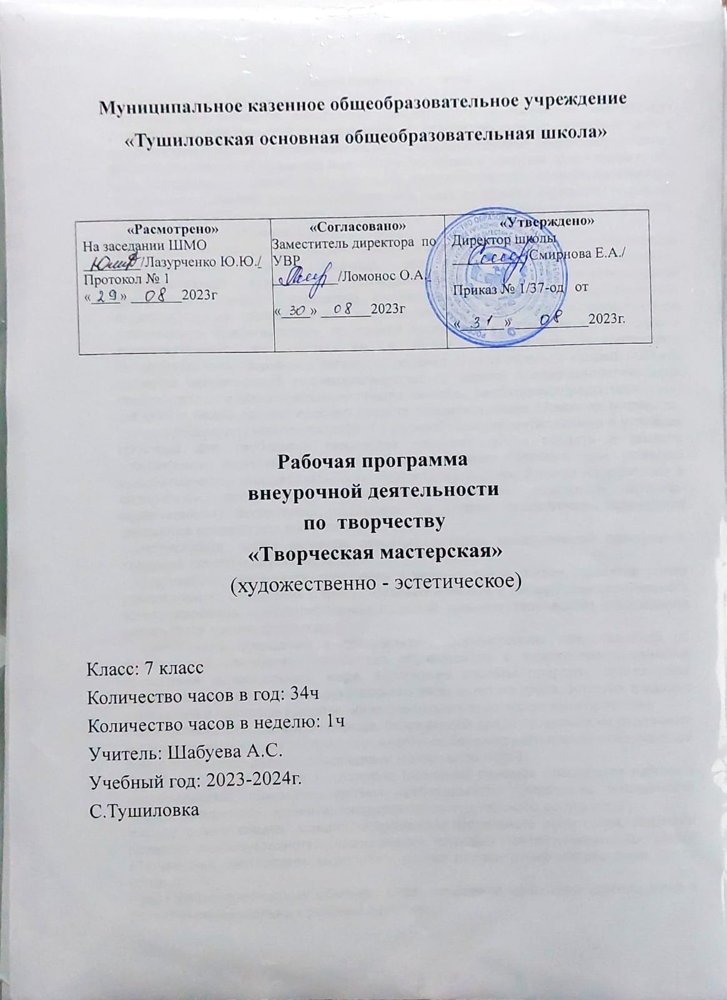 Муниципальное казенное общеобразовательное учреждение
«Тушиловская основная общеобразовательная школа»
«Расмотрено»
На заседании ШМО
/Лазурченко Ю.Ю./
Протокол № 1
«29» 08 2023г
«Согласовано»
Заместитель директора по
УВР
/Ломонос О.А./
«30» 08 2023г
«Утверждено»
Директор школы
/Смирнова Е.А./
Приказ № 1/37-од от
«31» 08 2023г.
Рабочая программа
внеурочной деятельности
по творчеству
«Творческая мастерская»
(художественно - эстетическое)
Класс: 7 класс
Количество часов в год: 34ч
Количество часов в неделю: 1ч
Учитель: Шабуева А.С.
Учебный год: 2023-2024г.
С.Тушиловка